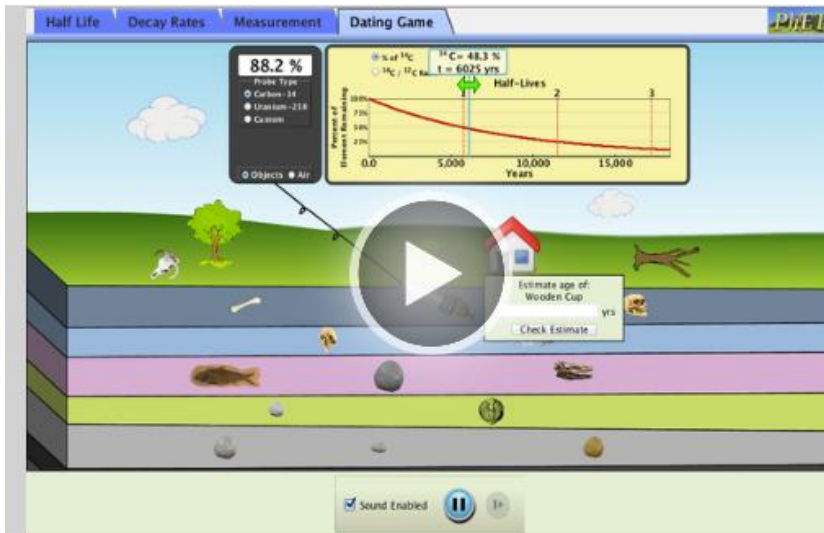 Half Life
Decay Rates
Measurement
Dating Game
PhET
88.2 %
Probe Type
Carbon-14
Uranium-238
Custom
Objects
Air
% of ¹⁴C
¹⁴C / ¹²C
¹⁴C= 48.3 %
t = 6025 yrs
Half-Lives
1
2
3
Percent of
Element Remaining
100%
75%
50%
25%
0.0
5,000
10,000
15,000
Years
Estimate age of:
Wooden Cup
yrs
Check Estimate
Sound Enabled